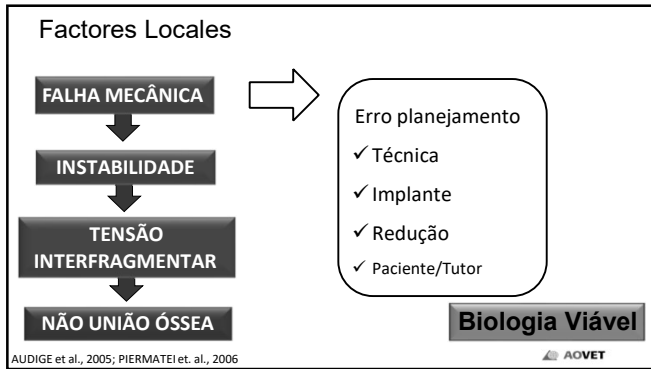 Factores Locales
FALHA MECÂNICA
INSTABILIDADE
TENSÃO
INTERFRAGMENTAR
NÃO UNIÃO ÓSSEA
Erro planejamento
✓ Técnica
✓ Implante
✓ Redução
✓ Paciente/Tutor
Biologia Viável
AUDIGE et al., 2005; PIERMATEI et. al., 2006
AOVET